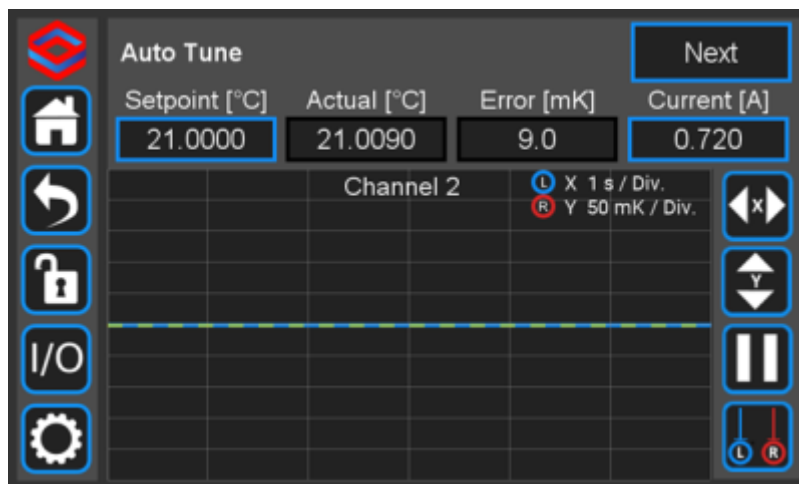 Auto Tune
Next
Setpoint [°C] Actual [°C] Error [mK] Current [A]
21.0000 21.0090 9.0 0.720
Channel 2
L X 1 s / Div.
R Y 50 mK / Div.
X
Y
I/O
L R